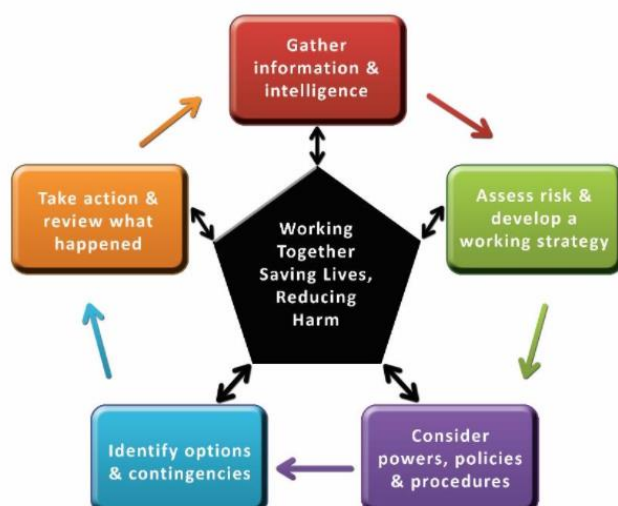 Gather
information &
intelligence
Assess risk &
develop a
working strategy
Consider
powers, policies
& procedures
Identify options
& contingencies
Take action &
review what
happened
Working
Together
Saving Lives,
Reducing
Harm